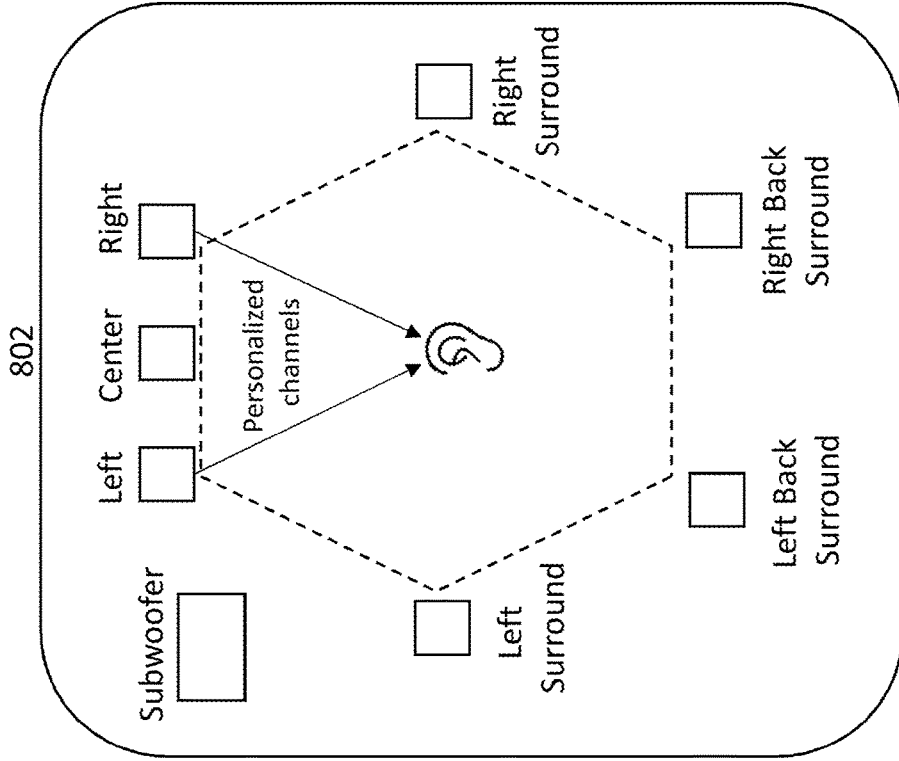 802
Subwoofer
Left
Center
Right
Personalized
channels
Left
Surround
Right
Surround
Left Back
Surround
Right Back
Surround